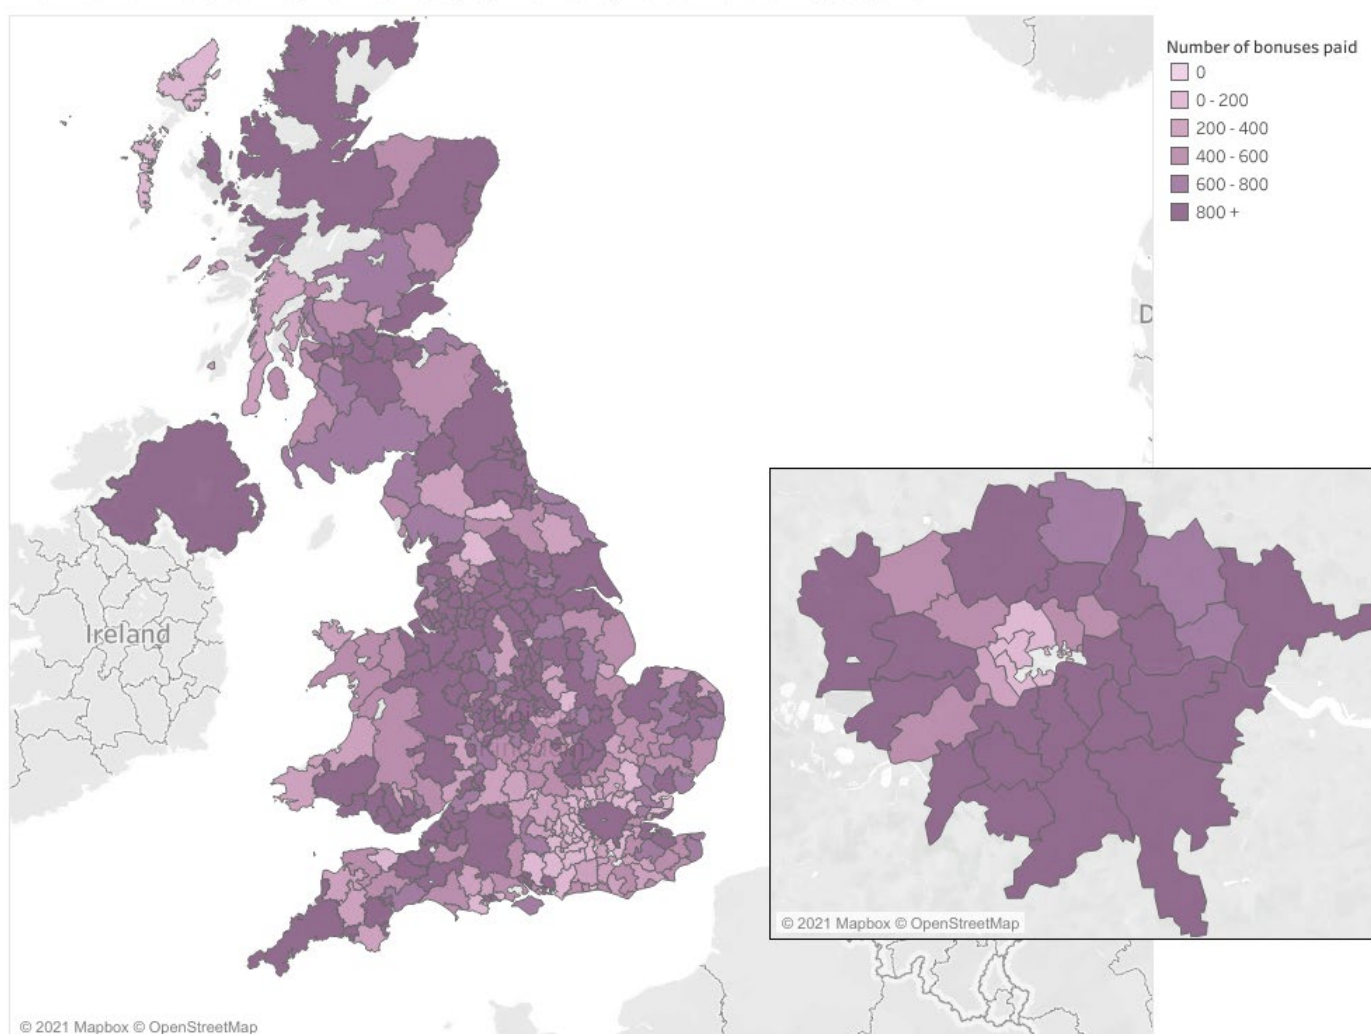 Number of bonuses paid
0
0 - 200
200 - 400
400 - 600
600 - 800
800 +
D
Ireland
© 2021 Mapbox © OpenStreetMap
© 2021 Mapbox © OpenStreetMap